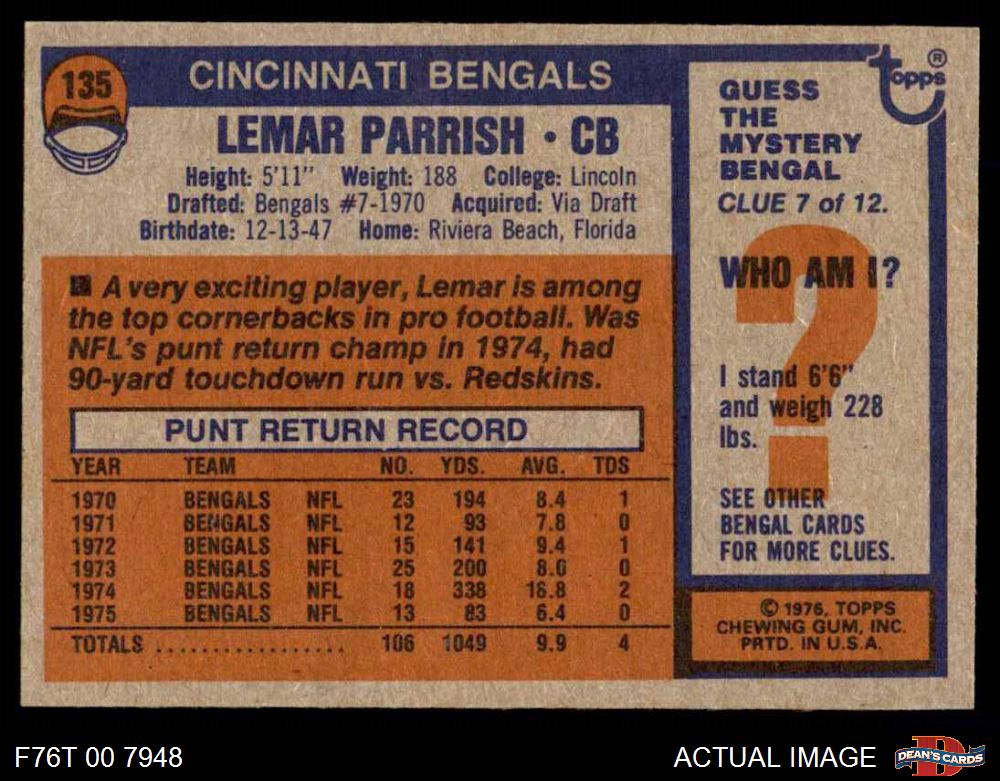 135
CINCINNATI BENGALS
LEMAR PARRISH • CB
Height: 5'11" Weight: 188 College: Lincoln
Drafted: Bengals #7-1970 Acquired: Via Draft
Birthdate: 12-13-47 Home: Riviera Beach, Florida
A very exciting player, Lemar is among
the top cornerbacks in pro football. Was
NFL's punt return champ in 1974, had
90-yard touchdown run vs. Redskins.
PUNT RETURN RECORD
YEAR TEAM NO. YDS. AVG. TDS
1970 BENGALS NFL 23 194 8.4 1
1971 BENGALS NFL 12 93 7.8 0
1972 BENGALS NFL 15 141 9.4 1
1973 BENGALS NFL 25 200 8.0 0
1974 BENGALS NFL 18 338 18.8 2
1975 BENGALS NFL 13 83 6.4 0
TOTALS ................. 106 1049 9.9 4
topps®
GUESS
THE
MYSTERY
BENGAL
CLUE 7 of 12.
?
WHO AM I?
I stand 6'6"
and weigh 228
lbs.
SEE OTHER
BENGAL CARDS
FOR MORE CLUES.
© 1976, TOPPS
CHEWING GUM, INC.
PRTD. IN U.S.A.
F76T 00 7948
ACTUAL IMAGE
D
DEAN'S CARDS